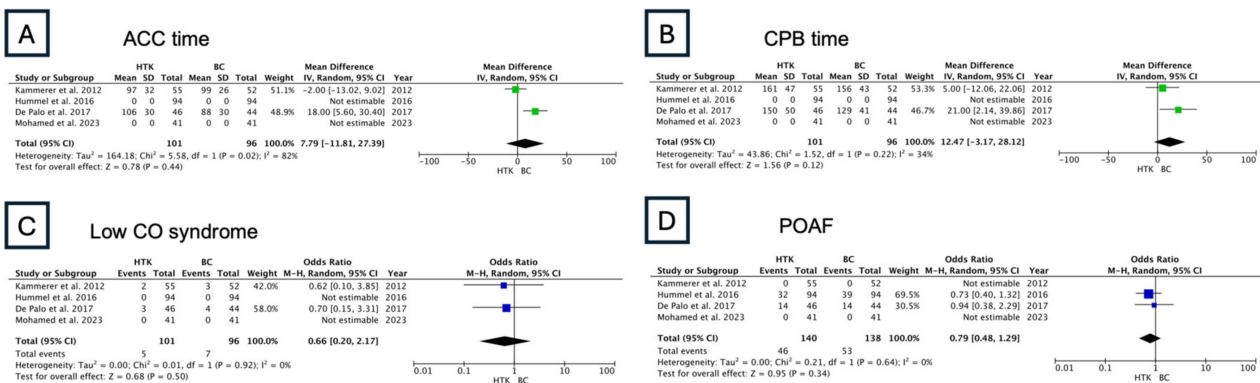 A
ACC time
HTK BC Mean Difference Mean Difference
Study or Subgroup Mean SD Total Mean SD Total Weight IV, Random, 95% CI Year IV, Random, 95% CI
Kammerer et al. 2012 97 32 55 99 26 52 51.1% −2.00 [−13.02, 9.02] 2012
Hummel et al. 2016 0 0 94 0 0 94 Not estimable 2016
De Palo et al. 2017 106 30 46 88 30 44 48.9% 18.00 [5.60, 30.40] 2017
Mohamed et al. 2023 0 0 41 0 0 41 Not estimable 2023
Total (95% CI) 101 96 100.0% 7.79 [−11.81, 27.39]
Heterogeneity: Tau² = 164.18; Chi² = 5.58, df = 1 (P = 0.02); I² = 82%
Test for overall effect: Z = 0.78 (P = 0.44)
-100 -50 0 50 100
HTK BC
B
CPB time
HTK BC Mean Difference Mean Difference
Study or Subgroup Mean SD Total Mean SD Total Weight IV, Random, 95% CI Year IV, Random, 95% CI
Kammerer et al. 2012 161 47 55 156 43 52 53.3% 5.00 [−12.06, 22.06] 2012
Hummel et al. 2016 0 0 94 0 0 94 Not estimable 2016
De Palo et al. 2017 150 50 46 129 41 44 46.7% 21.00 [2.14, 39.86] 2017
Mohamed et al. 2023 0 0 41 0 0 41 Not estimable 2023
Total (95% CI) 101 96 100.0% 12.47 [−3.17, 28.12]
Heterogeneity: Tau² = 43.86; Chi² = 1.52, df = 1 (P = 0.22); I² = 34%
Test for overall effect: Z = 1.56 (P = 0.12)
−100 −50 0 50 100
HTK BC
C
Low CO syndrome
HTK BC Odds Ratio Odds Ratio
Study or Subgroup Events Total Events Total Weight M-H, Random, 95% CI Year M-H, Random, 95% CI
Kammerer et al. 2012 2 55 3 52 42.0% 0.62 [0.10, 3.85] 2012
Hummel et al. 2016 0 94 0 94 Not estimable 2016
De Palo et al. 2017 3 46 4 44 58.0% 0.70 [0.15, 3.31] 2017
Mohamed et al. 2023 0 41 0 41 Not estimable 2023
Total (95% CI) 101 96 100.0% 0.66 [0.20, 2.17]
Total events 5 7
Heterogeneity: Tau² = 0.00; Chi² = 0.01, df = 1 (P = 0.92); I² = 0%
Test for overall effect: Z = 0.68 (P = 0.50)
0.01 0.1 1 10 100
HTK BC
D
POAF
HTK BC Odds Ratio Odds Ratio
Study or Subgroup Events Total Events Total Weight M-H, Random, 95% CI Year M-H, Random, 95% CI
Kammerer et al. 2012 0 55 0 52 Not estimable 2012
Hummel et al. 2016 32 94 39 94 69.5% 0.73 [0.40, 1.32] 2016
De Palo et al. 2017 14 46 14 44 30.5% 0.94 [0.38, 2.29] 2017
Mohamed et al. 2023 0 41 0 41 Not estimable 2023
Total (95% CI) 140 138 100.0% 0.79 [0.48, 1.29]
Total events 46 53
Heterogeneity: Tau² = 0.00; Chi² = 0.21, df = 1 (P = 0.64); I² = 0%
Test for overall effect: Z = 0.95 (P = 0.34)
0.01 0.1 1 10 100
HTK BC